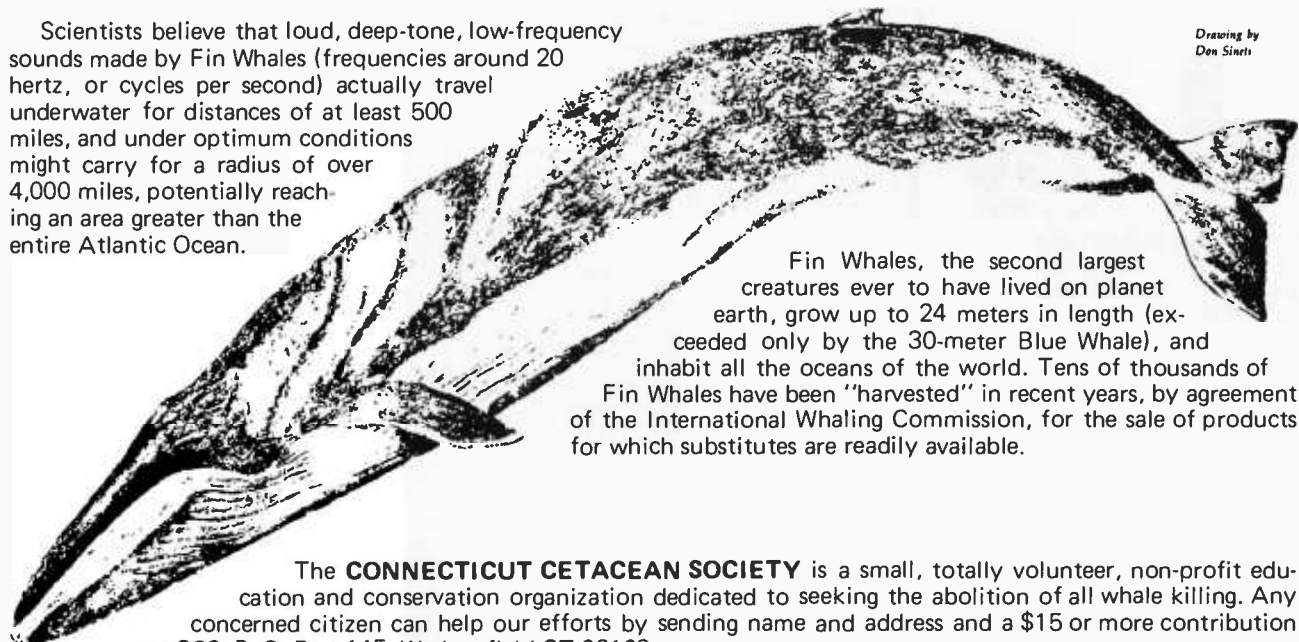 Scientists believe that loud, deep-tone, low-frequency
sounds made by Fin Whales (frequencies around 20
hertz, or cycles per second) actually travel
underwater for distances of at least 500
miles, and under optimum conditions
might carry for a radius of over
4,000 miles, potentially reach-
ing an area greater than the
entire Atlantic Ocean.
Drawing by
Don Sineti
Fin Whales, the second largest
creatures ever to have lived on planet
earth, grow up to 24 meters in length (ex-
ceeded only by the 30-meter Blue Whale), and
inhabit all the oceans of the world. Tens of thousands of
Fin Whales have been "harvested" in recent years, by agreement
of the International Whaling Commission, for the sale of products
for which substitutes are readily available.
The CONNECTICUT CETACEAN SOCIETY is a small, totally volunteer, non-profit edu-
cation and conservation organization dedicated to seeking the abolition of all whale killing. Any
concerned citizen can help our efforts by sending name and address and a $15 or more contribution